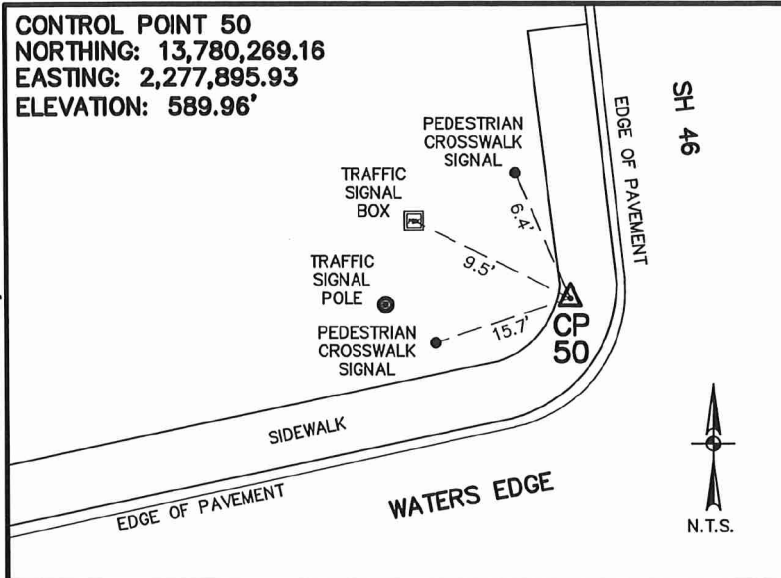 CONTROL POINT 50
NORTHING: 13,780,269.16
EASTING: 2,277,895.93
ELEVATION: 589.96'
PEDESTRIAN
CROSSWALK
SIGNAL
TRAFFIC
SIGNAL
BOX
TRAFFIC
SIGNAL
POLE
PEDESTRIAN
CROSSWALK
SIGNAL
6.4'
9.5'
15.7'
CP
50
EDGE OF PAVEMENT
SH 46
SIDEWALK
EDGE OF PAVEMENT
WATERS EDGE
N.T.S.